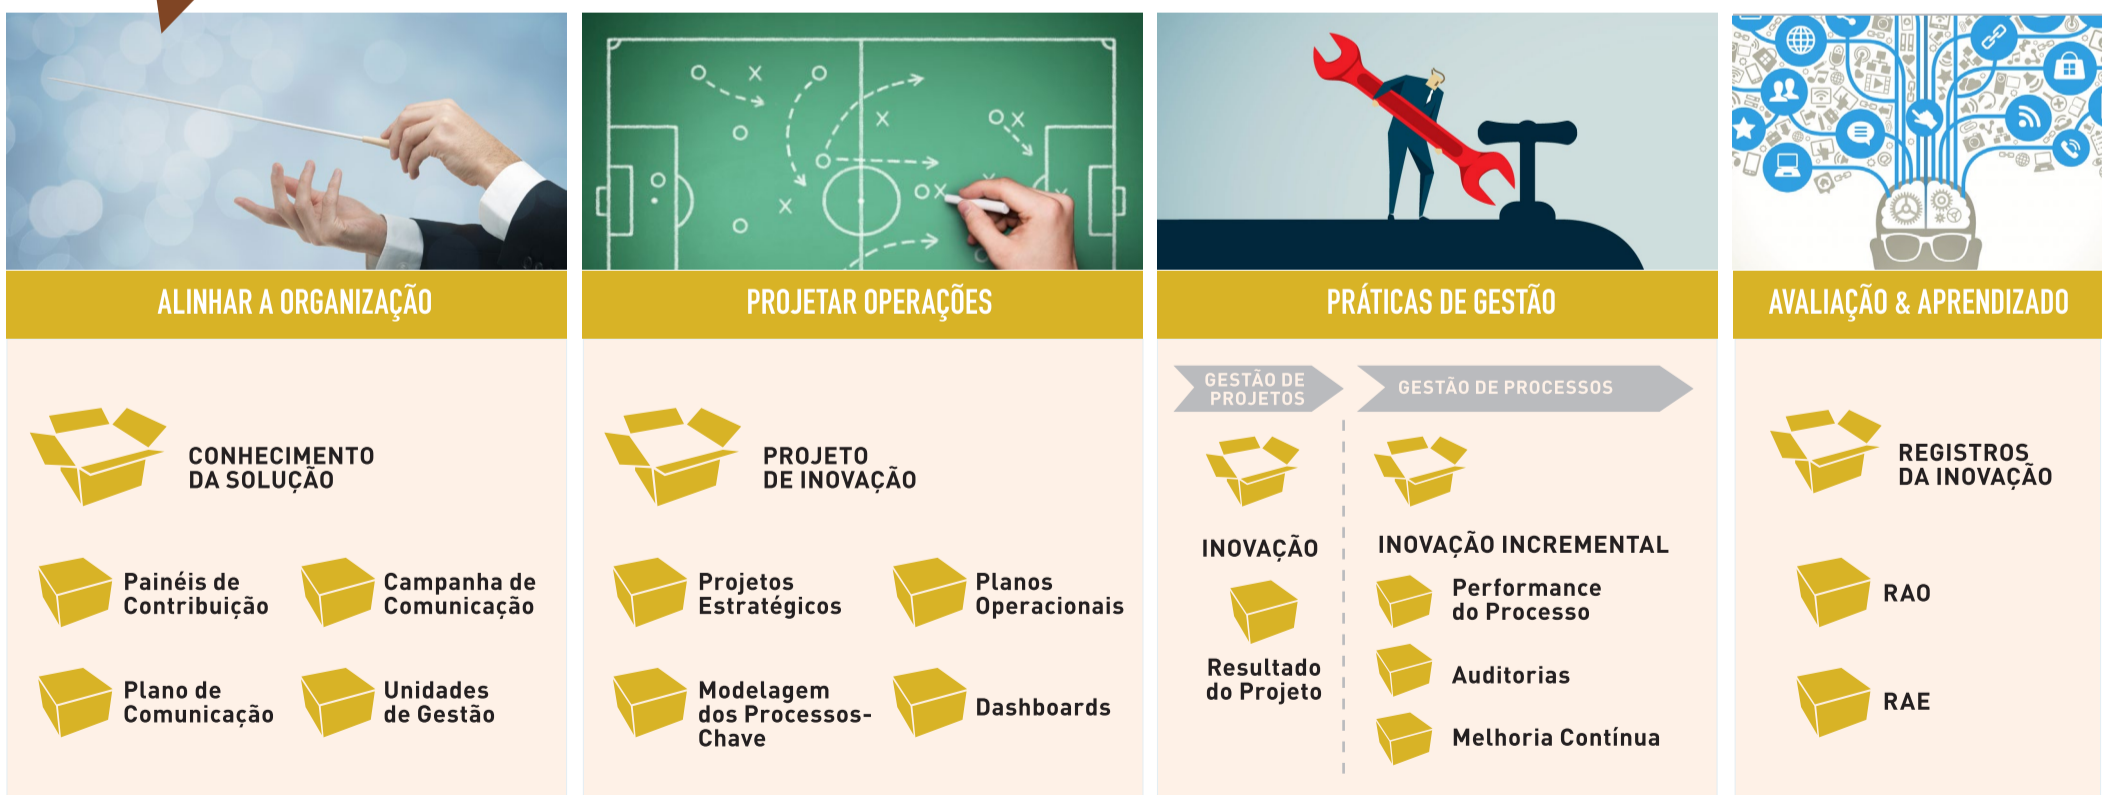 ALINHAR A ORGANIZAÇÃO
CONHECIMENTO
DA SOLUÇÃO
Painéis de
Contribuição
Campanha de
Comunicação
Plano de
Comunicação
Unidades
de Gestão
PROJETAR OPERAÇÕES
PROJETO
DE INOVAÇÃO
Projetos
Estratégicos
Planos
Operacionais
Modelagem
dos Processos-
Chave
Dashboards
PRÁTICAS DE GESTÃO
GESTÃO DE
PROJETOS
GESTÃO DE PROCESSOS
INOVAÇÃO
Resultado
do Projeto
INOVAÇÃO INCREMENTAL
Performance
do Processo
Auditorias
Melhoria Contínua
AVALIAÇÃO & APRENDIZADO
REGISTROS
DA INOVAÇÃO
RAO
RAE